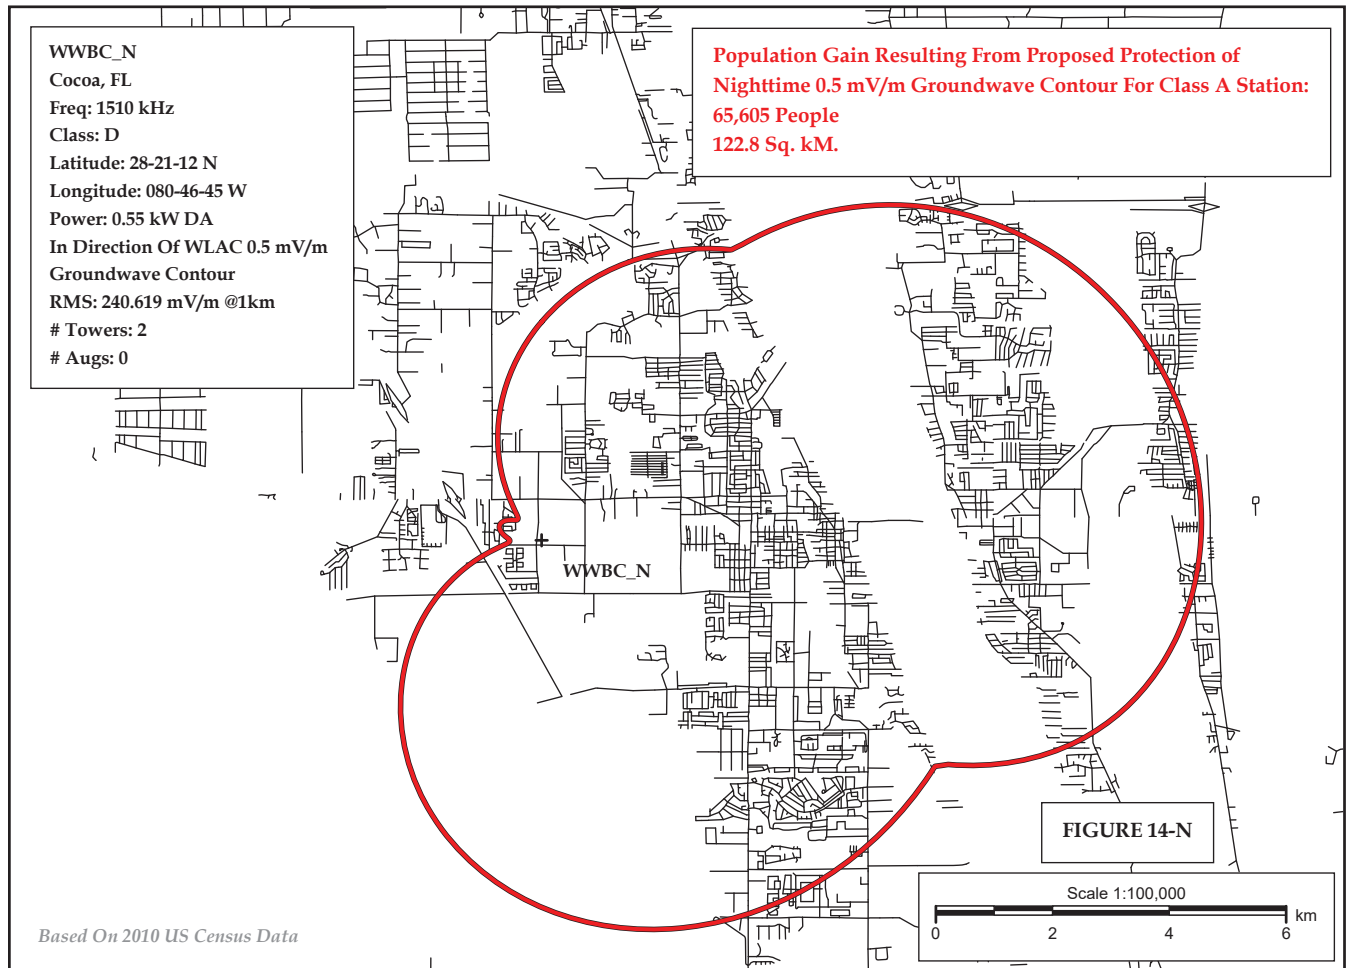 WWBC_N
Cocoa, FL
Freq: 1510 kHz
Class: D
Latitude: 28-21-12 N
Longitude: 080-46-45 W
Power: 0.55 kW DA
In Direction Of WLAC 0.5 mV/m
Groundwave Contour
RMS: 240.619 mV/m @1km
# Towers: 2
# Augs: 0
Population Gain Resulting From Proposed Protection of
Nighttime 0.5 mV/m Groundwave Contour For Class A Station:
65,605 People
122.8 Sq. kM.
WWBC_N
FIGURE 14-N
Scale 1:100,000
km
0 2 4 6
Based On 2010 US Census Data